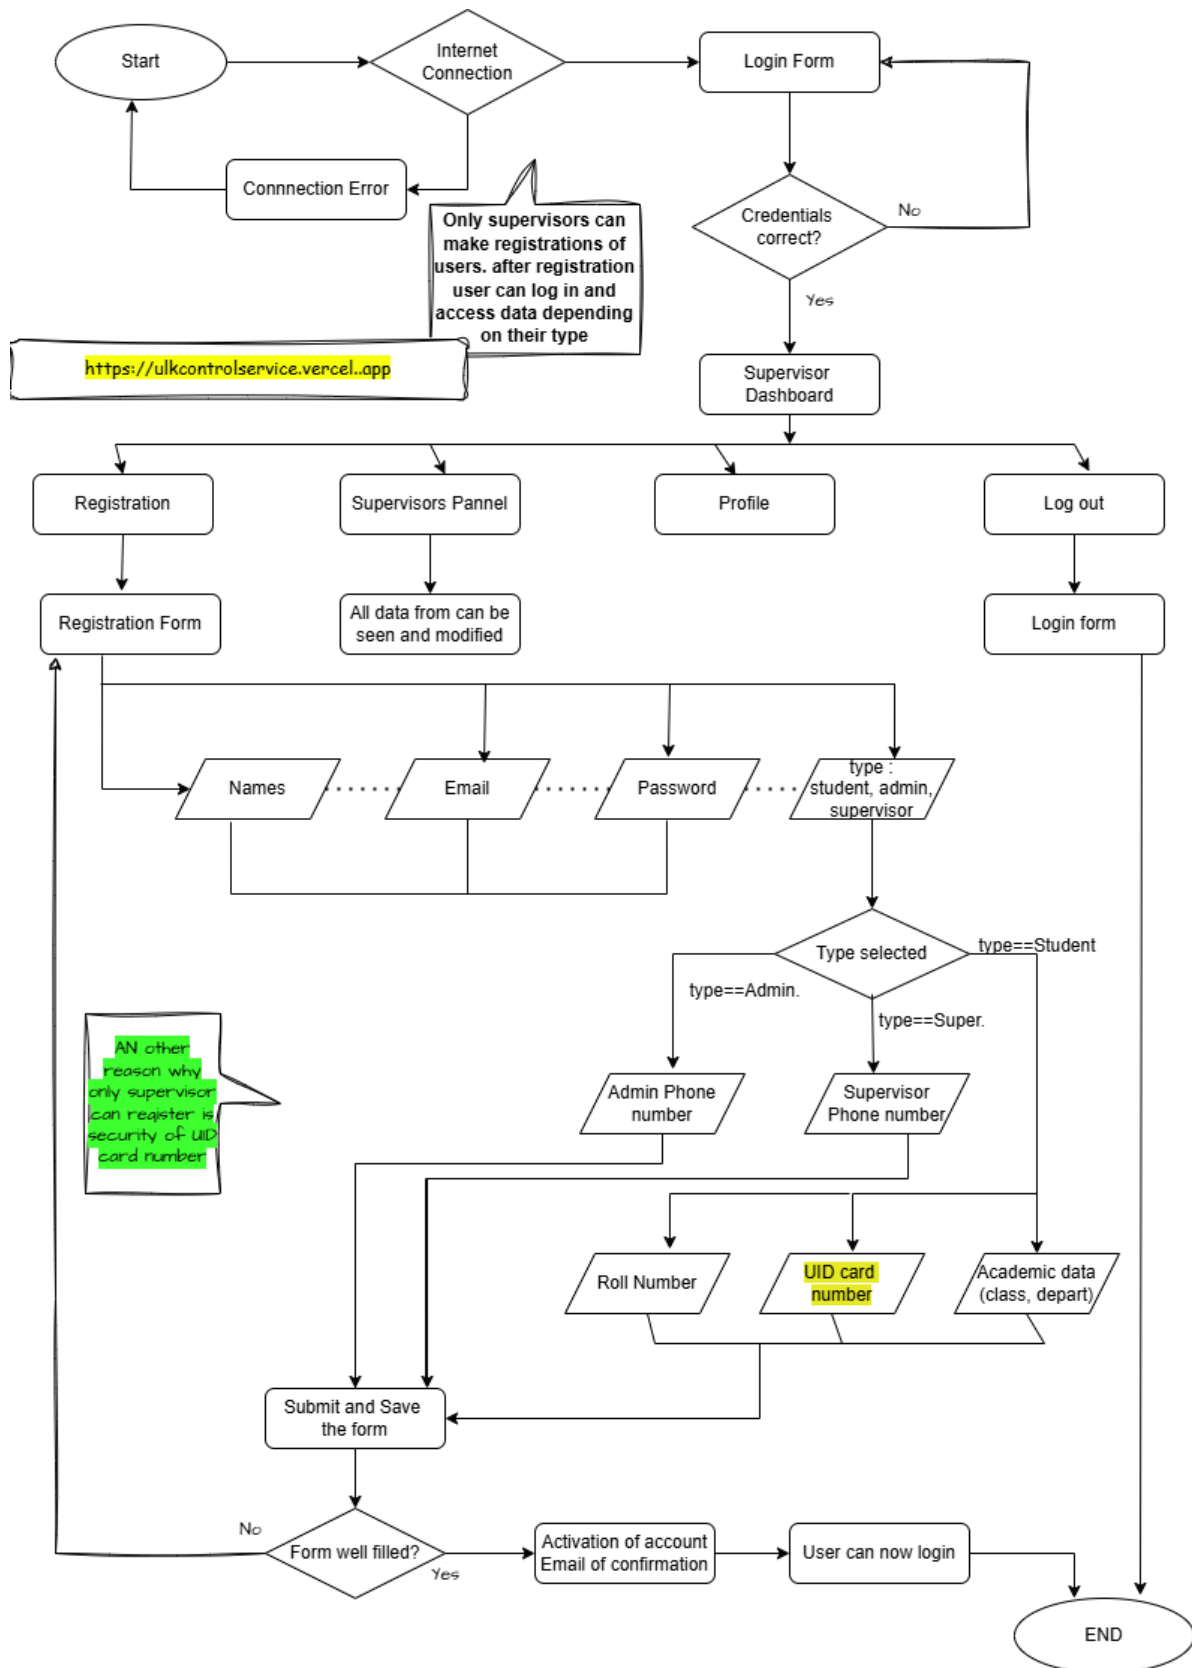 Start
Internet
Connection
Login Form
Connnection Error
Only supervisors can
make registrations of
users. after registration
user can log in and
access data depending
on their type
Credentials
correct?
No
Yes
https://ulkcontrolservice.vercel..app
Supervisor
Dashboard
Registration
Supervisors Pannel
Profile
Log out
Registration Form
All data from can be
seen and modified
Login form
Names
Email
Password
type :
student, admin,
supervisor
Type selected
type==Student
type==Admin.
type==Super.
AN other
reason why
only supervisor
can register is
security of UID
card number
Admin Phone
number
Supervisor
Phone number
Roll Number
UID card
number
Academic data
(class, depart)
Submit and Save
the form
No
Form well filled?
Yes
Activation of account
Email of confirmation
User can now login
END